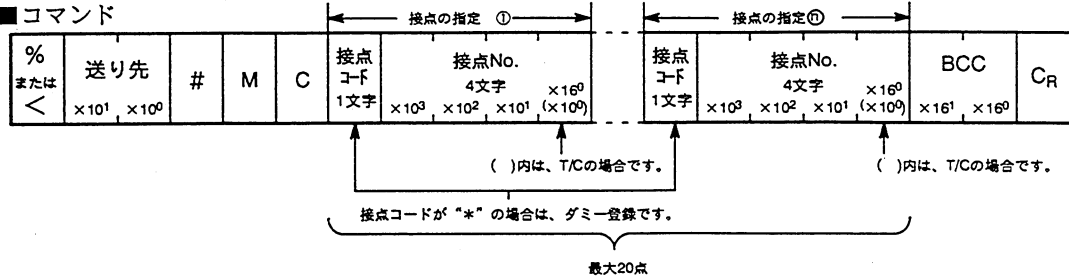 ■コマンド
接点の指定 ①
接点の指定ⓝ
%
または
<
送り先
×10¹ ×10⁰
#
M
C
接点
コード
1文字
接点No.
4文字
×10³ ×10² ×10¹ ×16⁰
(×10⁰)
接点
コード
1文字
接点No.
4文字
×10³ ×10² ×10¹ ×16⁰
(×10⁰)
BCC
×16¹ ×16⁰
CR
( )内は、T/Cの場合です。
( )内は、T/Cの場合です。
接点コードが“*”の場合は、ダミー登録です。
最大20点